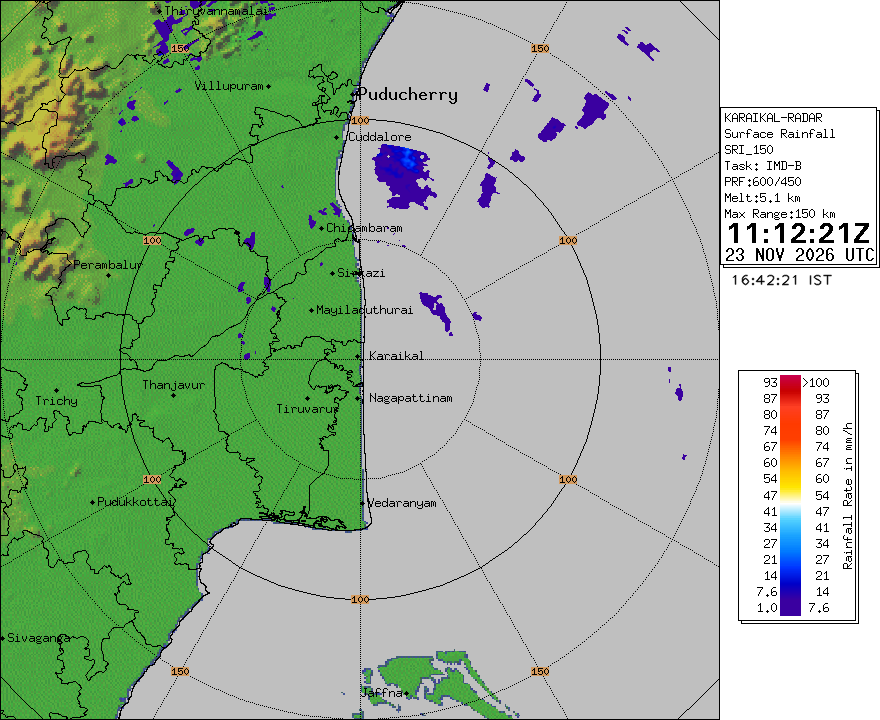 Thiruvannamalai
150
150
Villupuram
Puducherry
100
Cuddalore
Chidambaram
100
100
Perambalur
Sirkazi
Mayiladuthurai
Karaikal
Thanjavur
Trichy
Tiruvarur
Nagapattinam
100
100
Pudukkottai
Vedaranyam
100
Sivaganga
150
150
Jaffna
KARAIKAL-RADAR
Surface Rainfall
SRI_150
Task: IMD-B
PRF:600/450
Melt:5.1 km
Max Range:150 km
11:12:21Z
23 NOV 2026 UTC
16:42:21 IST
93 >100
87 93
80 87
74 80
67 74
60 67
54 60
47 54
41 47
34 41
27 34
21 27
14 21
7.6 14
1.0 7.6
Rainfall Rate in mm/h